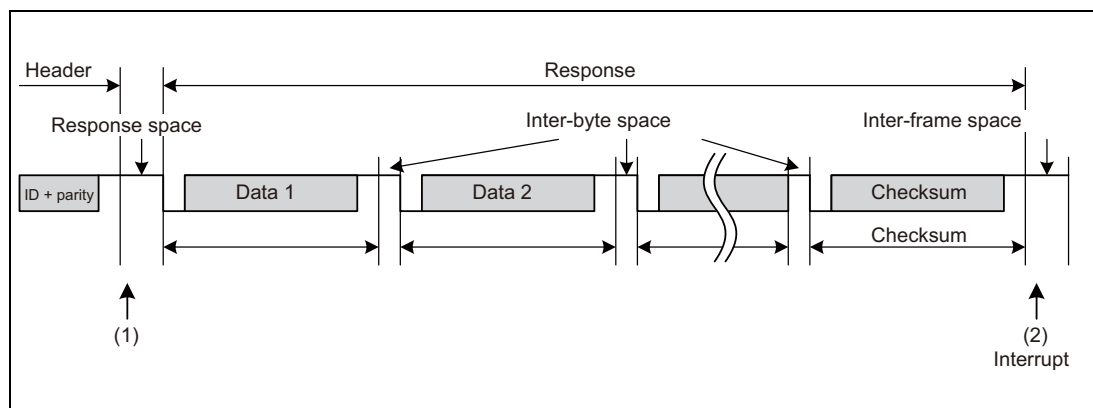 Header
Response
Response space
Inter-byte space
Inter-frame space
ID + parity
Data 1
Data 2
Checksum
Checksum
(1)
(2)
Interrupt